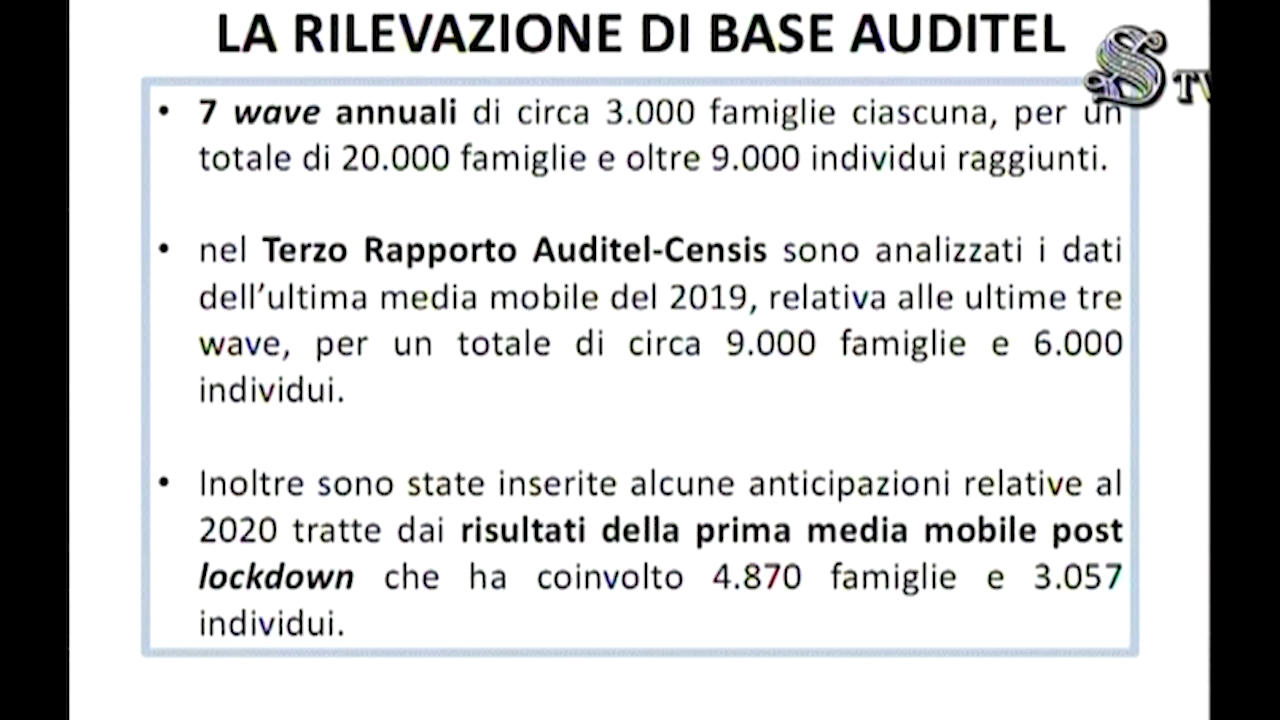 LA RILEVAZIONE DI BASE AUDITEL
S TV
• 7 wave annuali di circa 3.000 famiglie ciascuna, per un
totale di 20.000 famiglie e oltre 9.000 individui raggiunti.
• nel Terzo Rapporto Auditel-Censis sono analizzati i dati
dell’ultima media mobile del 2019, relativa alle ultime tre
wave, per un totale di circa 9.000 famiglie e 6.000
individui.
• Inoltre sono state inserite alcune anticipazioni relative al
2020 tratte dai risultati della prima media mobile post
lockdown che ha coinvolto 4.870 famiglie e 3.057
individui.